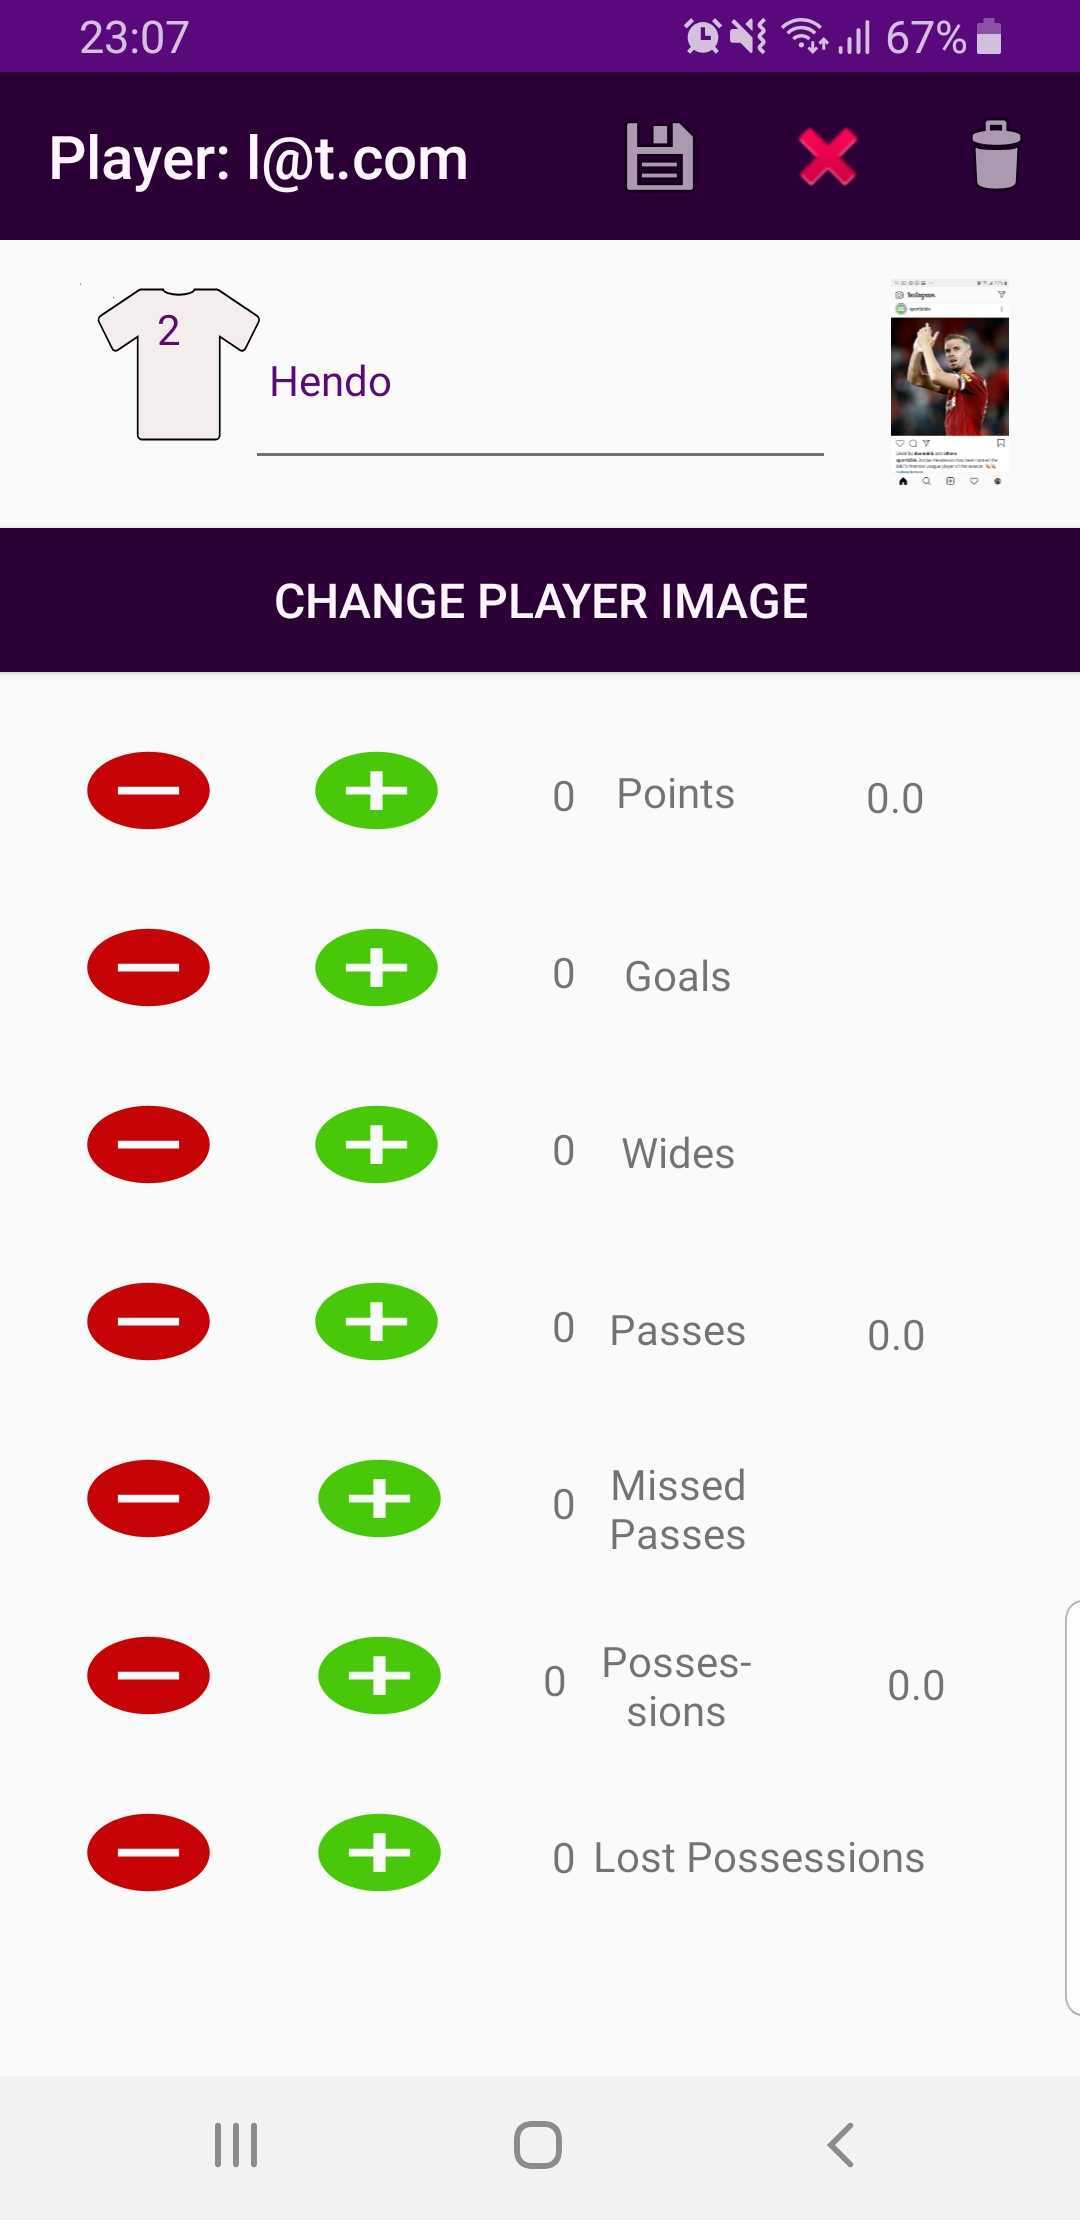 23:07 67%
Player: l@t.com
2
Hendo
Instagram
CHANGE PLAYER IMAGE
0 Points 0.0
0 Goals
0 Wides
0 Passes 0.0
0 Missed
Passes
0 Posses-
sions 0.0
0 Lost Possessions